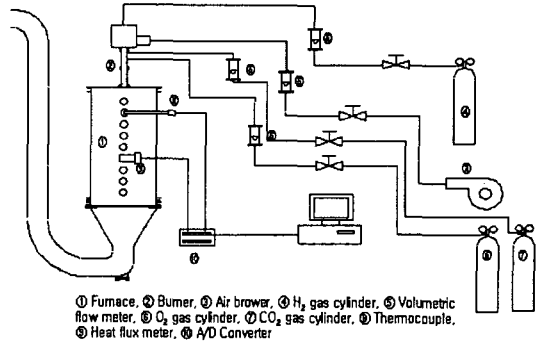 ① Furnace, ② Burner, ③ Air brower, ④ H₂ gas cylinder, ⑤ Volumetric
flow meter, ⑥ O₂ gas cylinder, ⑦ CO₂ gas cylinder, ⑧ Thermocouple,
⑨ Heat flux meter, ⑩ A/D Converter